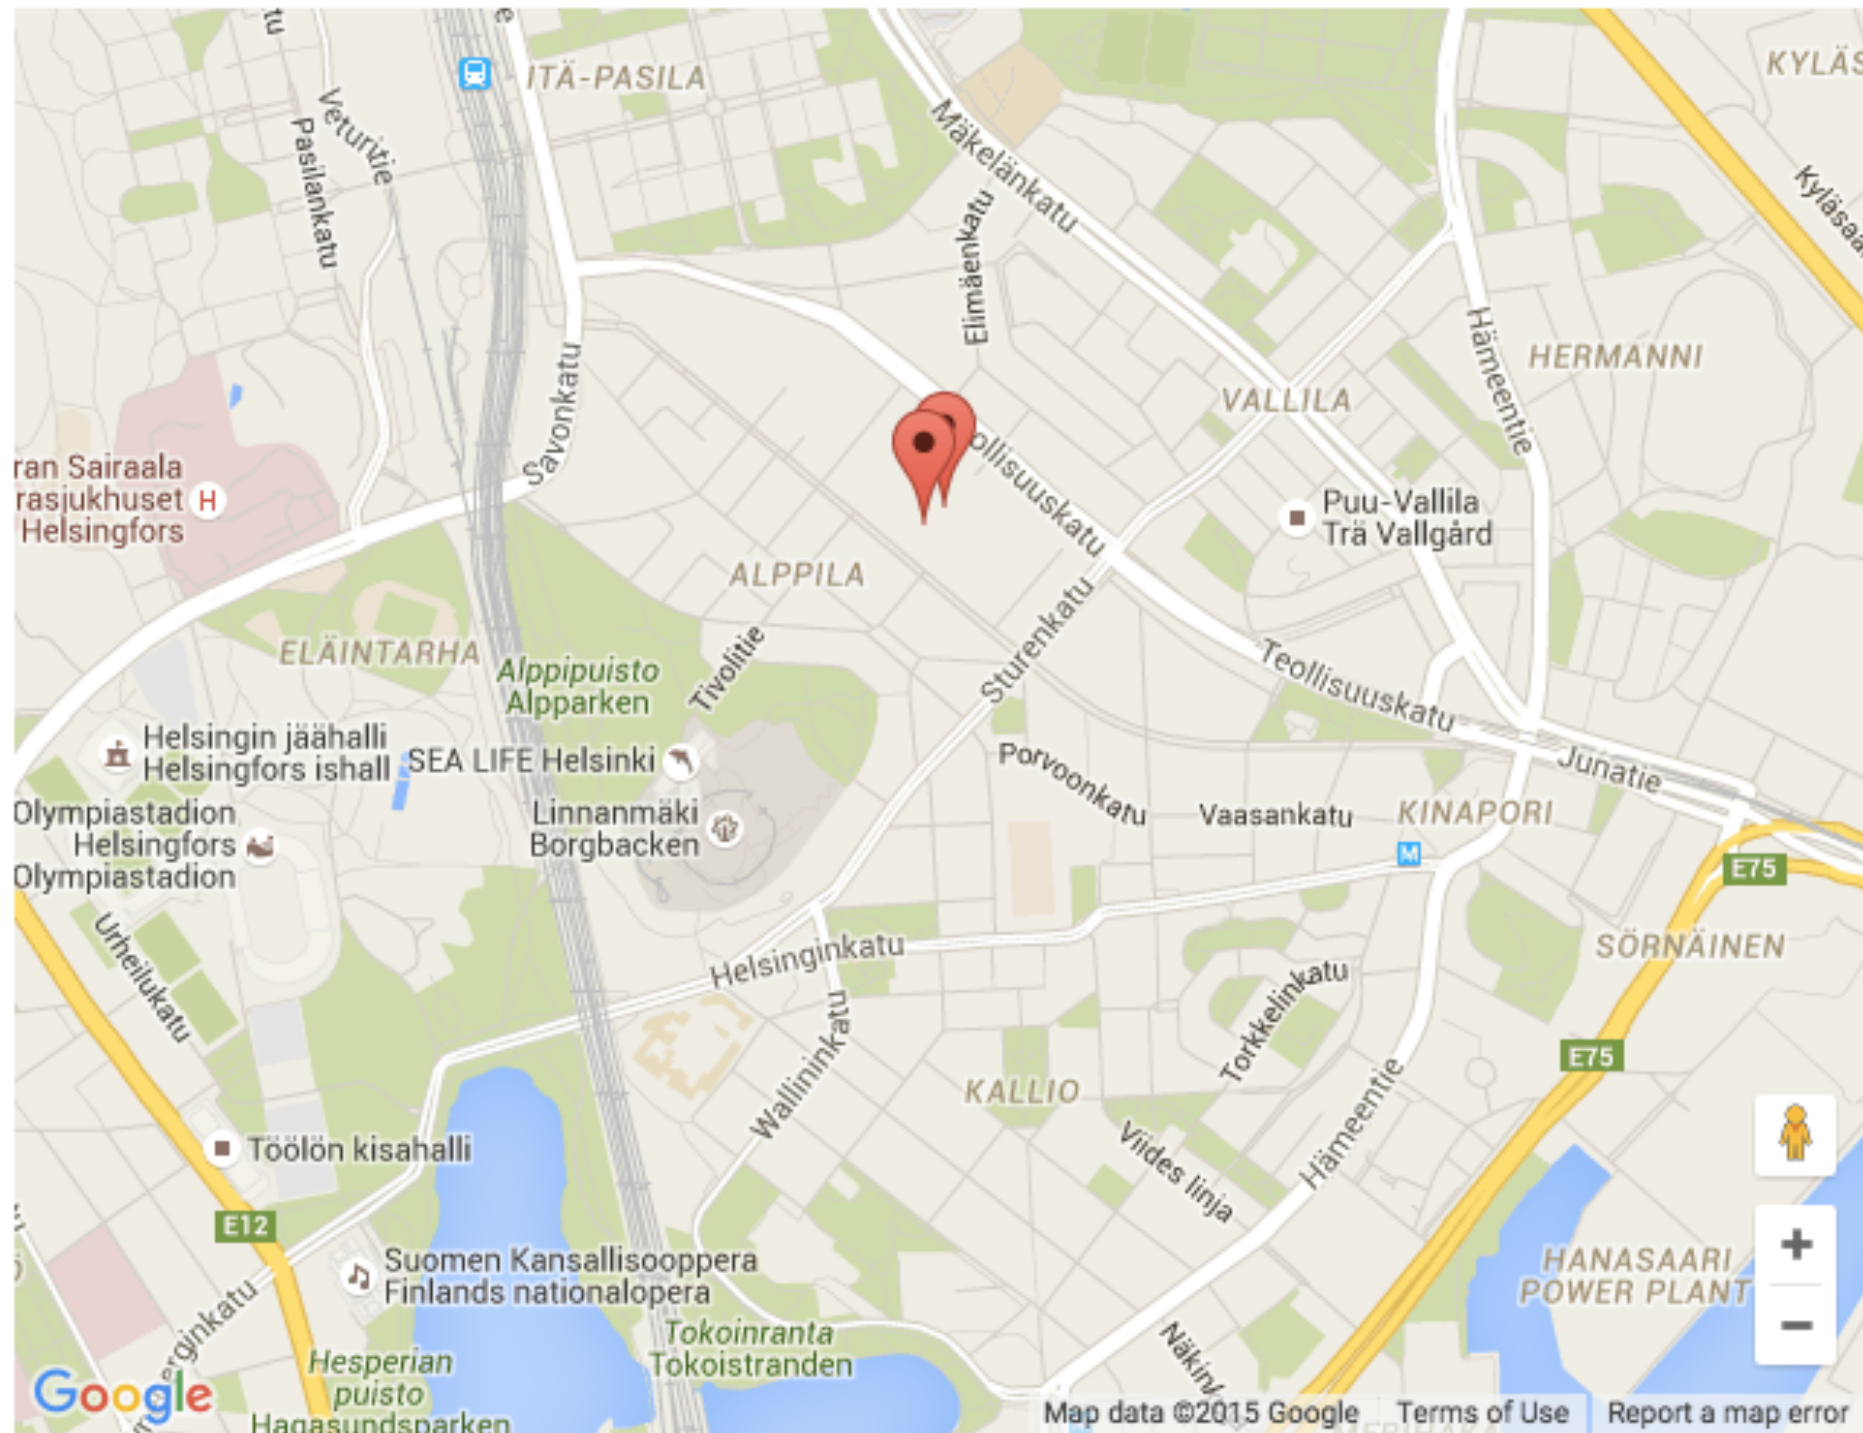 ITÄ-PASILA
KYLÄS
Veturitie
Pasilankatu
Mäkelänkatu
Elimäenkatu
Kyläsaa
Hämeentie
HERMANNI
VALLILA
Savonkatu
ollisuuskatu
ran Sairaala
rasjukhuset
Helsingfors
H
Puu-Vallila
Trä Vallgård
ALPPILA
Sturenkatu
ELÄINTARHA
Alppipuisto
Alpparken
Tivolitie
Teollisuuskatu
Helsingin jäähalli
Helsingfors ishall
SEA LIFE Helsinki
Porvoonkatu
Junatie
Olympiastadion
Helsingfors
Olympiastadion
Linnanmäki
Borgbacken
Vaasankatu
KINAPORI
M
E75
Urheilukatu
Helsinginkatu
SÖRNÄINEN
Torkkelinkatu
Wallininkatu
E75
KALLIO
Hämeentie
Viides linja
Töölön kisahalli
E12
Suomen Kansallisooppera
Finlands nationalopera
HANASAARI
POWER PLANT
Tokoinranta
Tokoistranden
erginkatu
Hesperian
puisto
Hagasundsparken
Näkin
Google
Map data ©2015 Google
Terms of Use
Report a map error